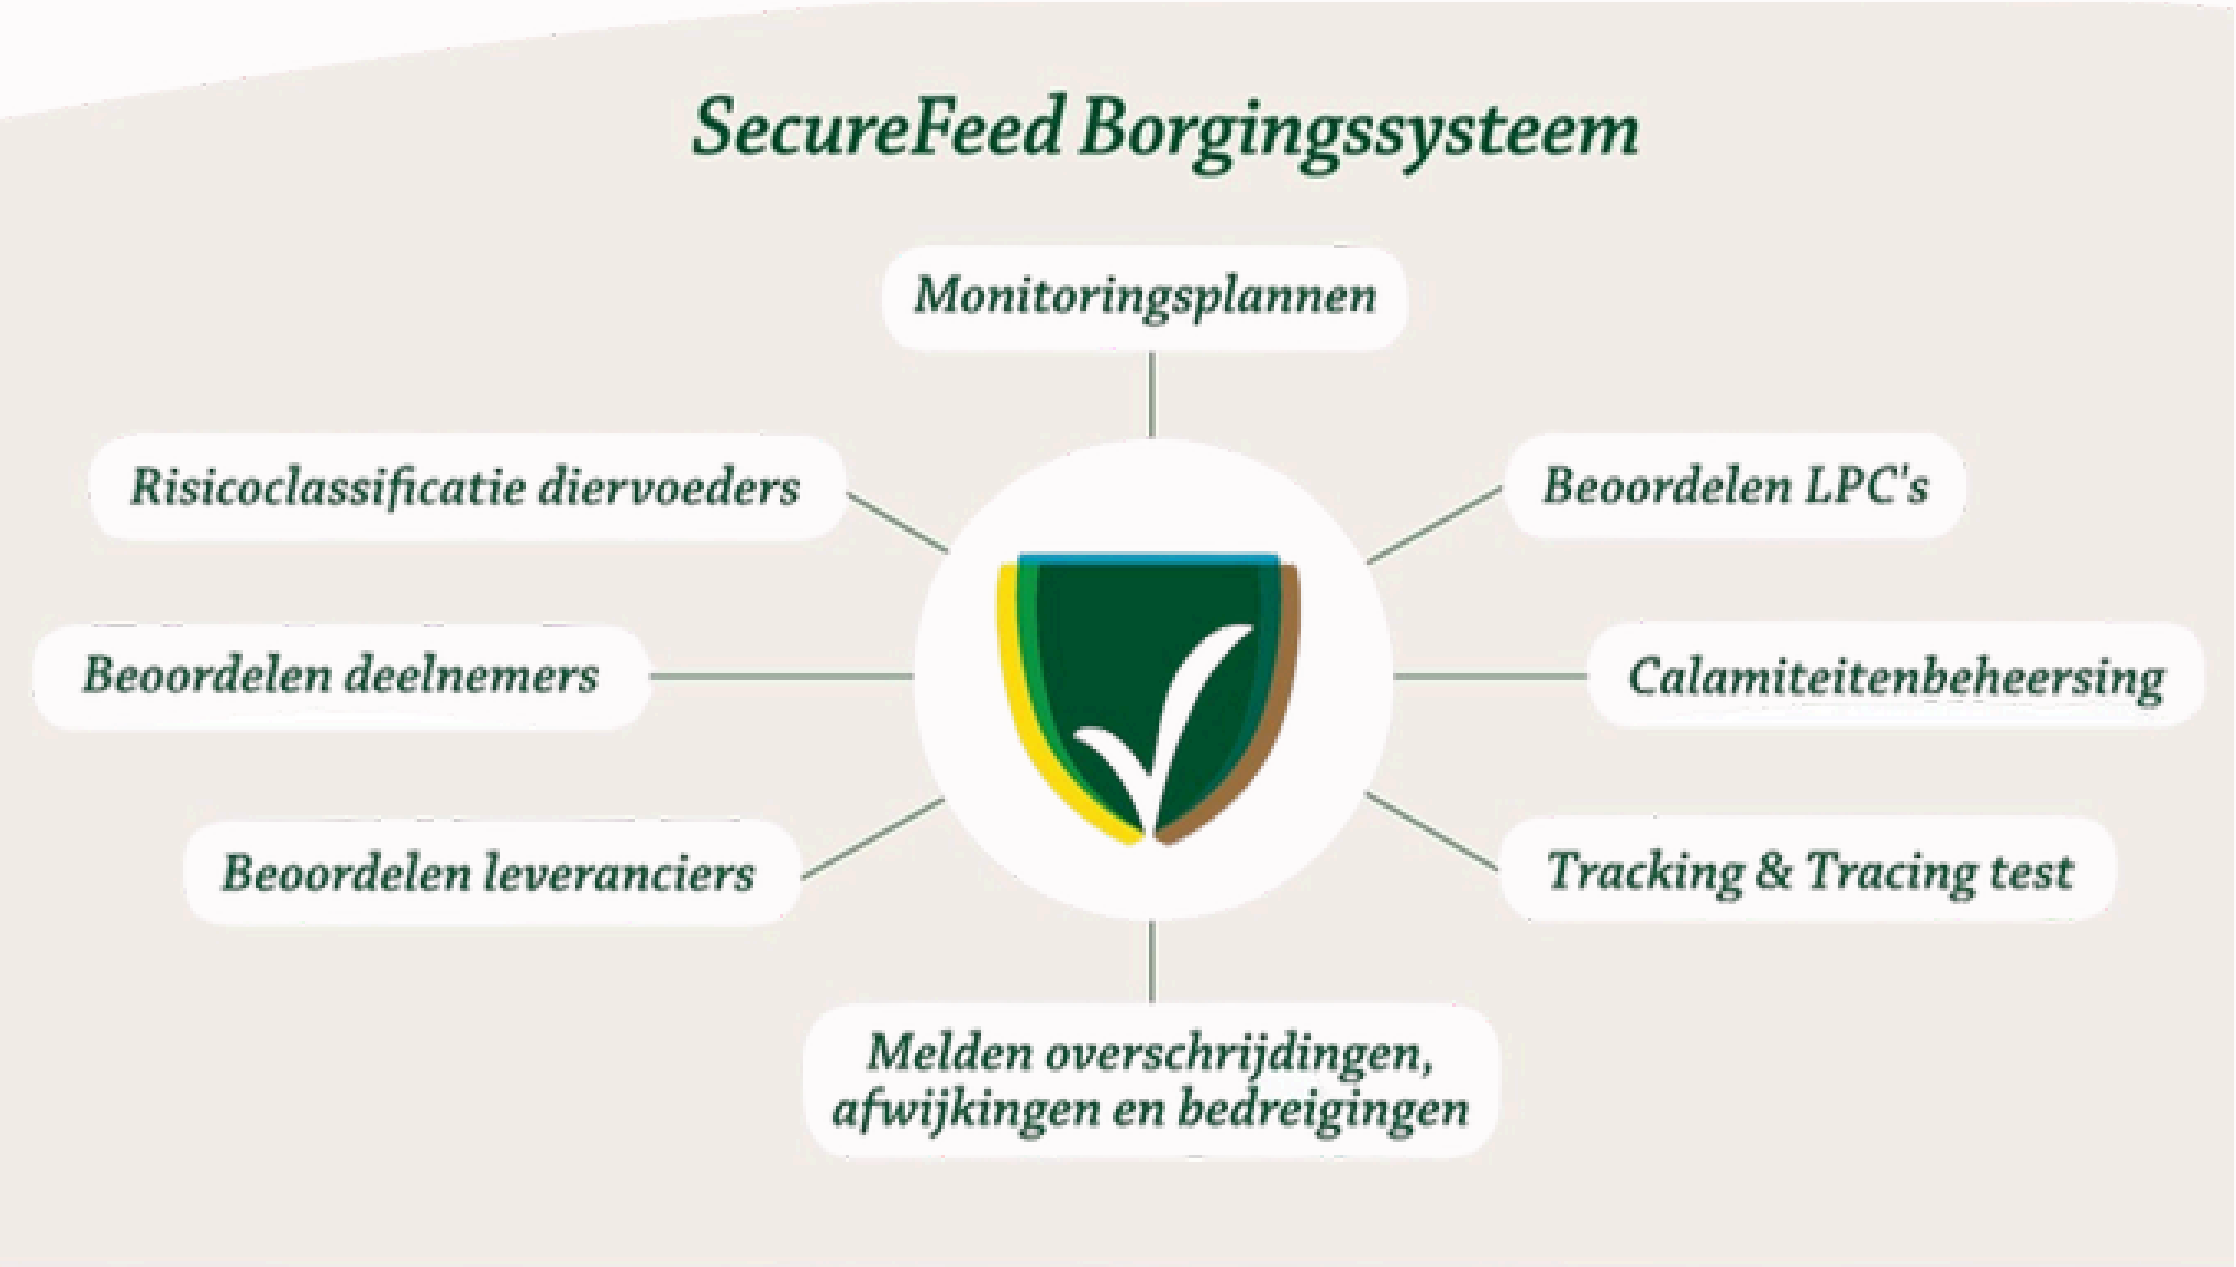 SecureFeed Borgingssysteem
Monitoringsplannen
Risicoclassificatie diervoeders
Beoordelen LPC's
Beoordelen deelnemers
Calamiteitenbeheersing
Beoordelen leveranciers
Tracking & Tracing test
Melden overschrijdingen,
afwijkingen en bedreigingen